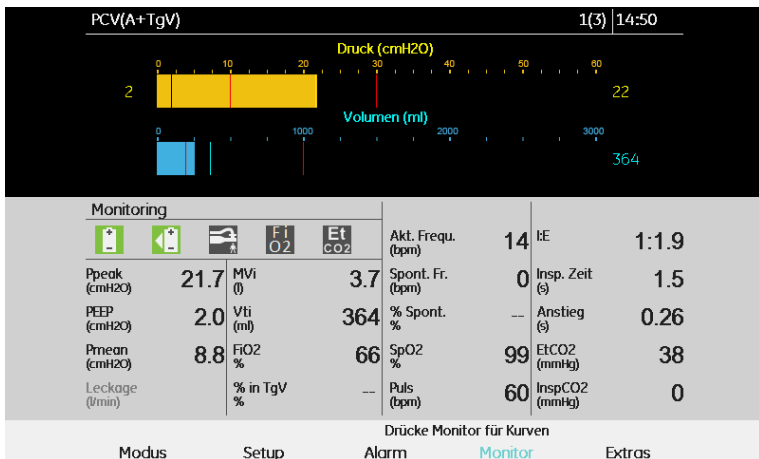 PCV(A+TgV) 1(3) 14:50
Druck (cmH2O)
0 10 20 30 40 50 60
2 22
Volumen (ml)
0 1000 2000 3000
364
Monitoring
Fi O2
Et CO2
Ppeak (cmH2O) 21.7
PEEP (cmH2O) 2.0
Pmean (cmH2O) 8.8
Leckage (l/min)
MVi (l) 3.7
Vti (ml) 364
FiO2 % 66
% in TgV % --
Akt. Frequ. (bpm) 14
Spont. Fr. (bpm) 0
% Spont. % --
SpO2 % 99
Puls (bpm) 60
I:E 1:1.9
Insp. Zeit (s) 1.5
Anstieg (s) 0.26
EtCO2 (mmHg) 38
InspCO2 (mmHg) 0
Drücke Monitor für Kurven
Modus Setup Alarm Monitor Extras